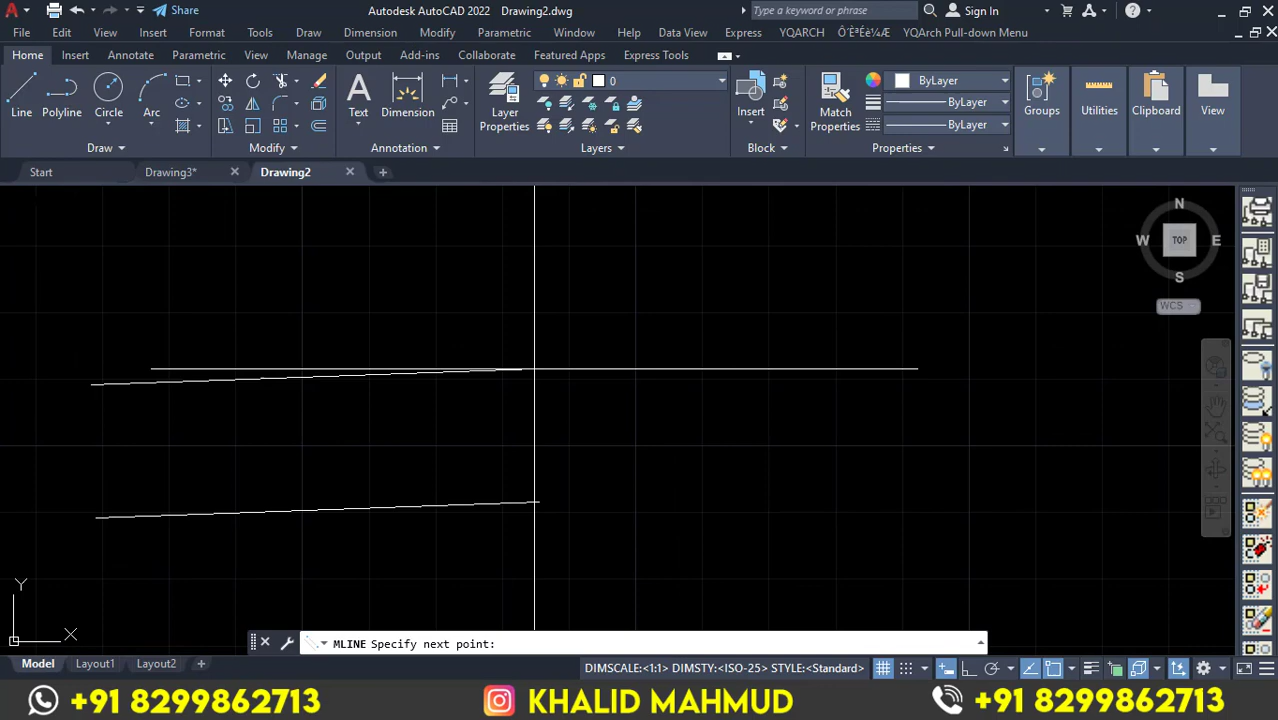 Share
Autodesk AutoCAD 2022 Drawing2.dwg
Type a keyword or phrase
Sign In
File Edit View Insert Format Tools Draw Dimension Modify Parametric Window Help Data View Express YQARCH Ô´È°Éè¼Æ YQArch Pull-down Menu
Home Insert Annotate Parametric View Manage Output Add-ins Collaborate Featured Apps Express Tools
0
ByLayer
ByLayer
ByLayer
Line Polyline Circle Arc Text Dimension Layer Properties Insert Match Properties Groups Utilities Clipboard View
Draw Modify Annotation Layers Block Properties
Start Drawing3* Drawing2
N
W TOP E
S
WCS
Y
X
MLINE Specify next point:
Model Layout1 Layout2
DIMSCALE:<1:1> DIMSTY:<ISO-25> STYLE:<Standard>
+91 8299862713 KHALID MAHMUD +91 8299862713